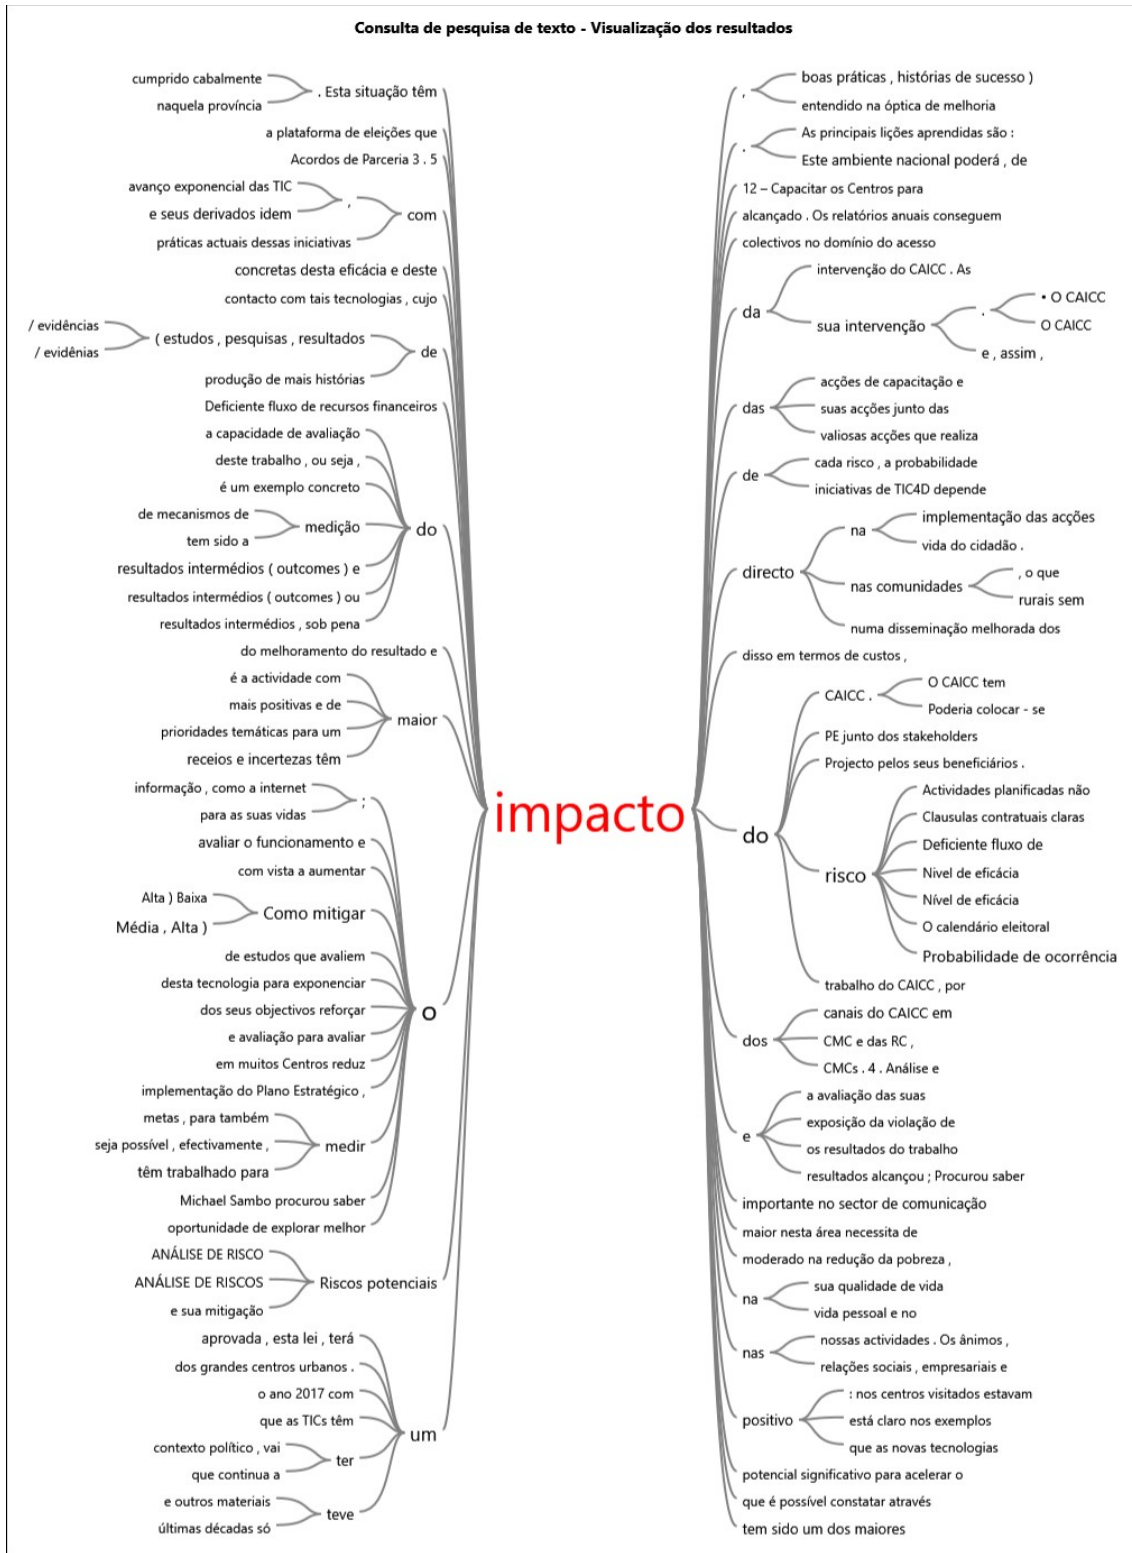 Consulta de pesquisa de texto - Visualização dos resultados
cumprido cabalmente
naquela província
. Esta situação têm
a plataforma de eleições que
Acordos de Parceria 3 . 5
avanço exponencial das TIC
e seus derivados idem
,
práticas actuais dessas iniciativas
com
concretas desta eficácia e deste
contacto com tais tecnologias , cujo
/ evidências
/ evidênias
( estudos , pesquisas , resultados
produção de mais histórias
de
Deficiente fluxo de recursos financeiros
a capacidade de avaliação
deste trabalho , ou seja ,
é um exemplo concreto
de mecanismos de
tem sido a
medição
resultados intermédios ( outcomes ) e
resultados intermédios ( outcomes ) ou
resultados intermédios , sob pena
do
do melhoramento do resultado e
é a actividade com
mais positivas e de
prioridades temáticas para um
receios e incertezas têm
maior
informação , como a internet
para as suas vidas
;
avaliar o funcionamento e
com vista a aumentar
Alta ) Baixa
Média , Alta )
Como mitigar
de estudos que avaliem
desta tecnologia para exponenciar
dos seus objectivos reforçar
e avaliação para avaliar
em muitos Centros reduz
implementação do Plano Estratégico ,
metas , para também
seja possível , efectivamente ,
têm trabalhado para
medir
Michael Sambo procurou saber
oportunidade de explorar melhor
o
ANÁLISE DE RISCO
ANÁLISE DE RISCOS
e sua mitigação
Riscos potenciais
aprovada , esta lei , terá
dos grandes centros urbanos .
o ano 2017 com
que as TICs têm
contexto político , vai
que continua a
ter
e outros materiais
últimas décadas só
teve
um
impacto
,
boas práticas , histórias de sucesso )
entendido na óptica de melhoria
.
As principais lições aprendidas são :
Este ambiente nacional poderá , de
12 – Capacitar os Centros para
alcançado . Os relatórios anuais conseguem
colectivos no domínio do acesso
da
intervenção do CAICC . As
sua intervenção
.
• O CAICC
O CAICC
e , assim ,
das
acções de capacitação e
suas acções junto das
valiosas acções que realiza
de
cada risco , a probabilidade
iniciativas de TIC4D depende
directo
na
implementação das acções
vida do cidadão .
nas comunidades
, o que
rurais sem
numa disseminação melhorada dos
disso em termos de custos ,
do
CAICC .
O CAICC tem
Poderia colocar - se
PE junto dos stakeholders
Projecto pelos seus beneficiários .
risco
Actividades planificadas não
Clausulas contratuais claras
Deficiente fluxo de
Nivel de eficácia
Nível de eficácia
O calendário eleitoral
Probabilidade de ocorrência
trabalho do CAICC , por
dos
canais do CAICC em
CMC e das RC ,
CMCs . 4 . Análise e
e
a avaliação das suas
exposição da violação de
os resultados do trabalho
resultados alcançou ; Procurou saber
importante no sector de comunicação
maior nesta área necessita de
moderado na redução da pobreza ,
na
sua qualidade de vida
vida pessoal e no
nas
nossas actividades . Os ânimos ,
relações sociais , empresariais e
positivo
: nos centros visitados estavam
está claro nos exemplos
que as novas tecnologias
potencial significativo para acelerar o
que é possível constatar através
tem sido um dos maiores